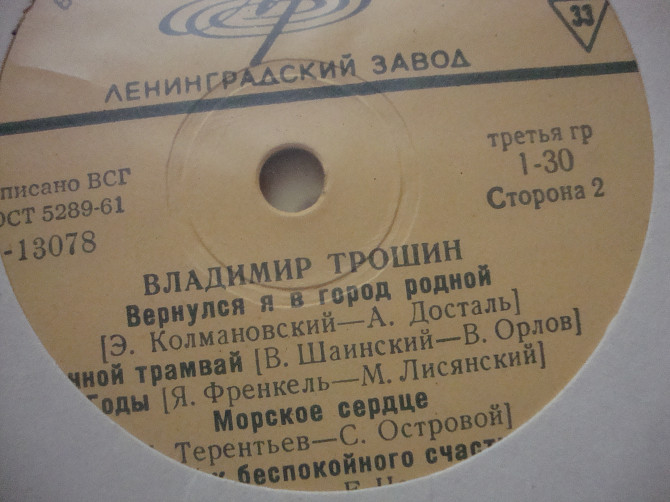 33
ЛЕНИНГРАДСКИЙ ЗАВОД
третья гр
1-30
Сторона 2
писано ВСГ
ОСТ 5289-61
-13078
ВЛАДИМИР ТРОШИН
Вернулся я в город родной
[Э. Колмановский—А. Досталь]
чной трамвай [В. Шаинский—В. Орлов]
Годы [Я. Френкель—М. Лисянский]
Морское сердце
Терентьев—С. Островой]
к беспокойного счаст